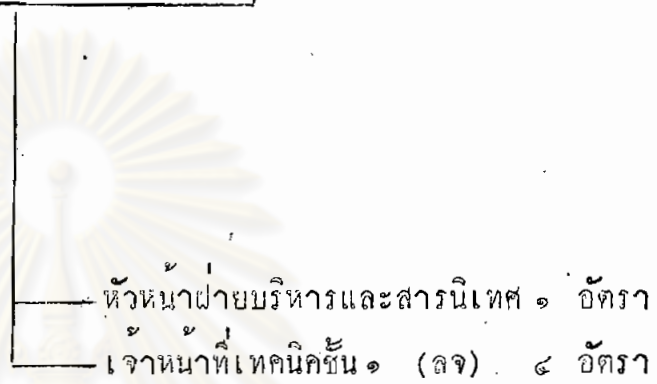 หัวหน้าฝ่ายบริหารและสารนิเทศ ๑ อัตรา
เจ้าหน้าที่เทคนิคชั้น ๑ (ลจ) ๔ อัตรา